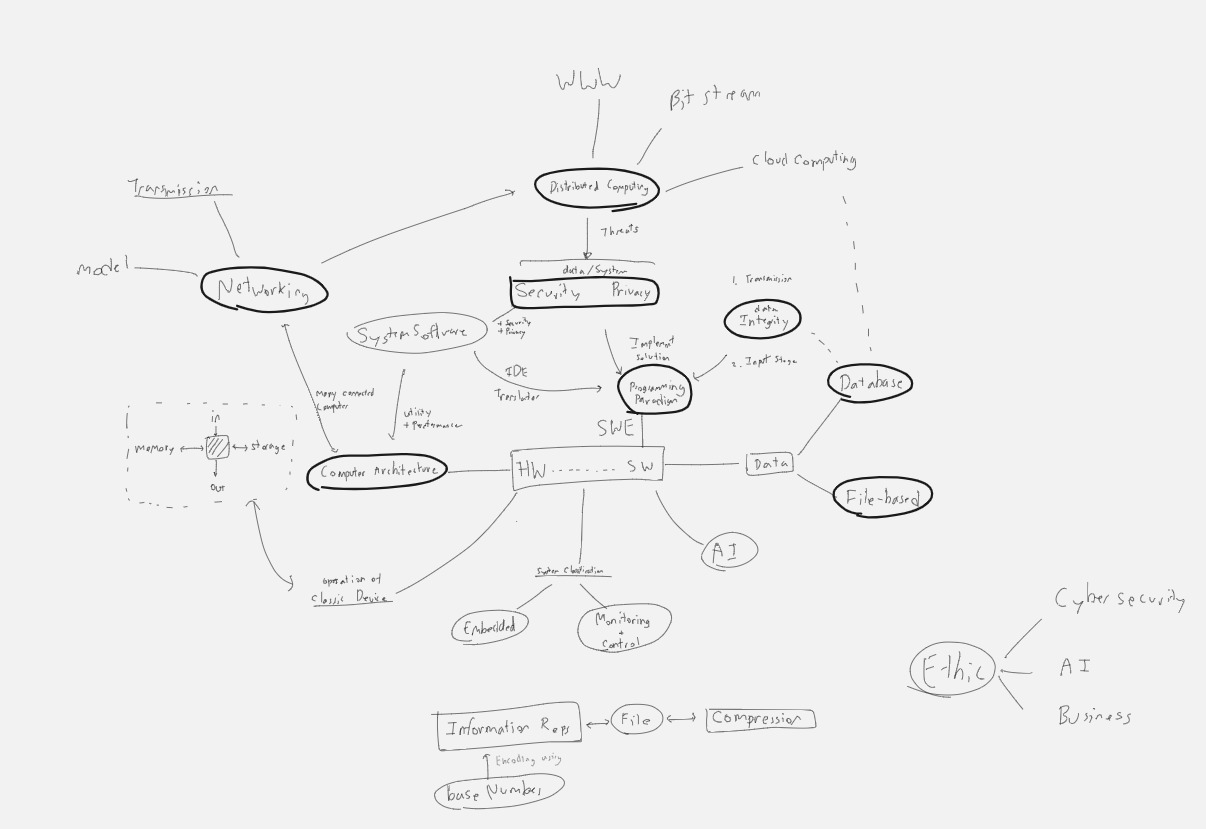 WWW
Bit stream
Cloud Computing
Transmission
Distributed Computing
Threats
model
Networking
data/System
Security Privacy
1. Transmission
data
Integrity
2. Input Stage
System Software
+ Security
+ Privacy
Implement
Solution
IDE
Translator
Programming
Paradigm
Database
Many connected
Computer
Utility
+ Performance
SWE
in
memory
storage
out
Computer Architecture
HW ......... SW
Data
File-based
AI
operation of
Classic Device
System Classification
Embedded
Monitoring
+
Control
Cyber security
Ethic
AI
Business
Information Reps
File
Compression
Encoding using
base Number